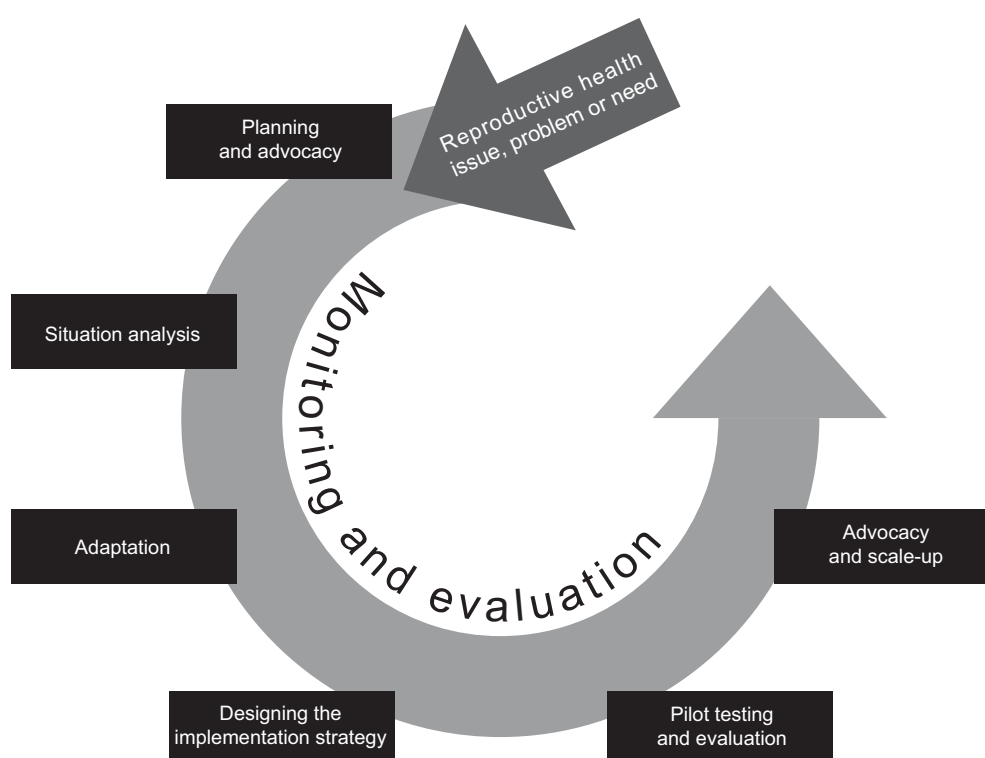 Reproductive health
issue, problem or need
Planning
and advocacy
Situation analysis
Adaptation
Designing the
implementation strategy
Pilot testing
and evaluation
Advocacy
and scale-up
Monitoring and evaluation